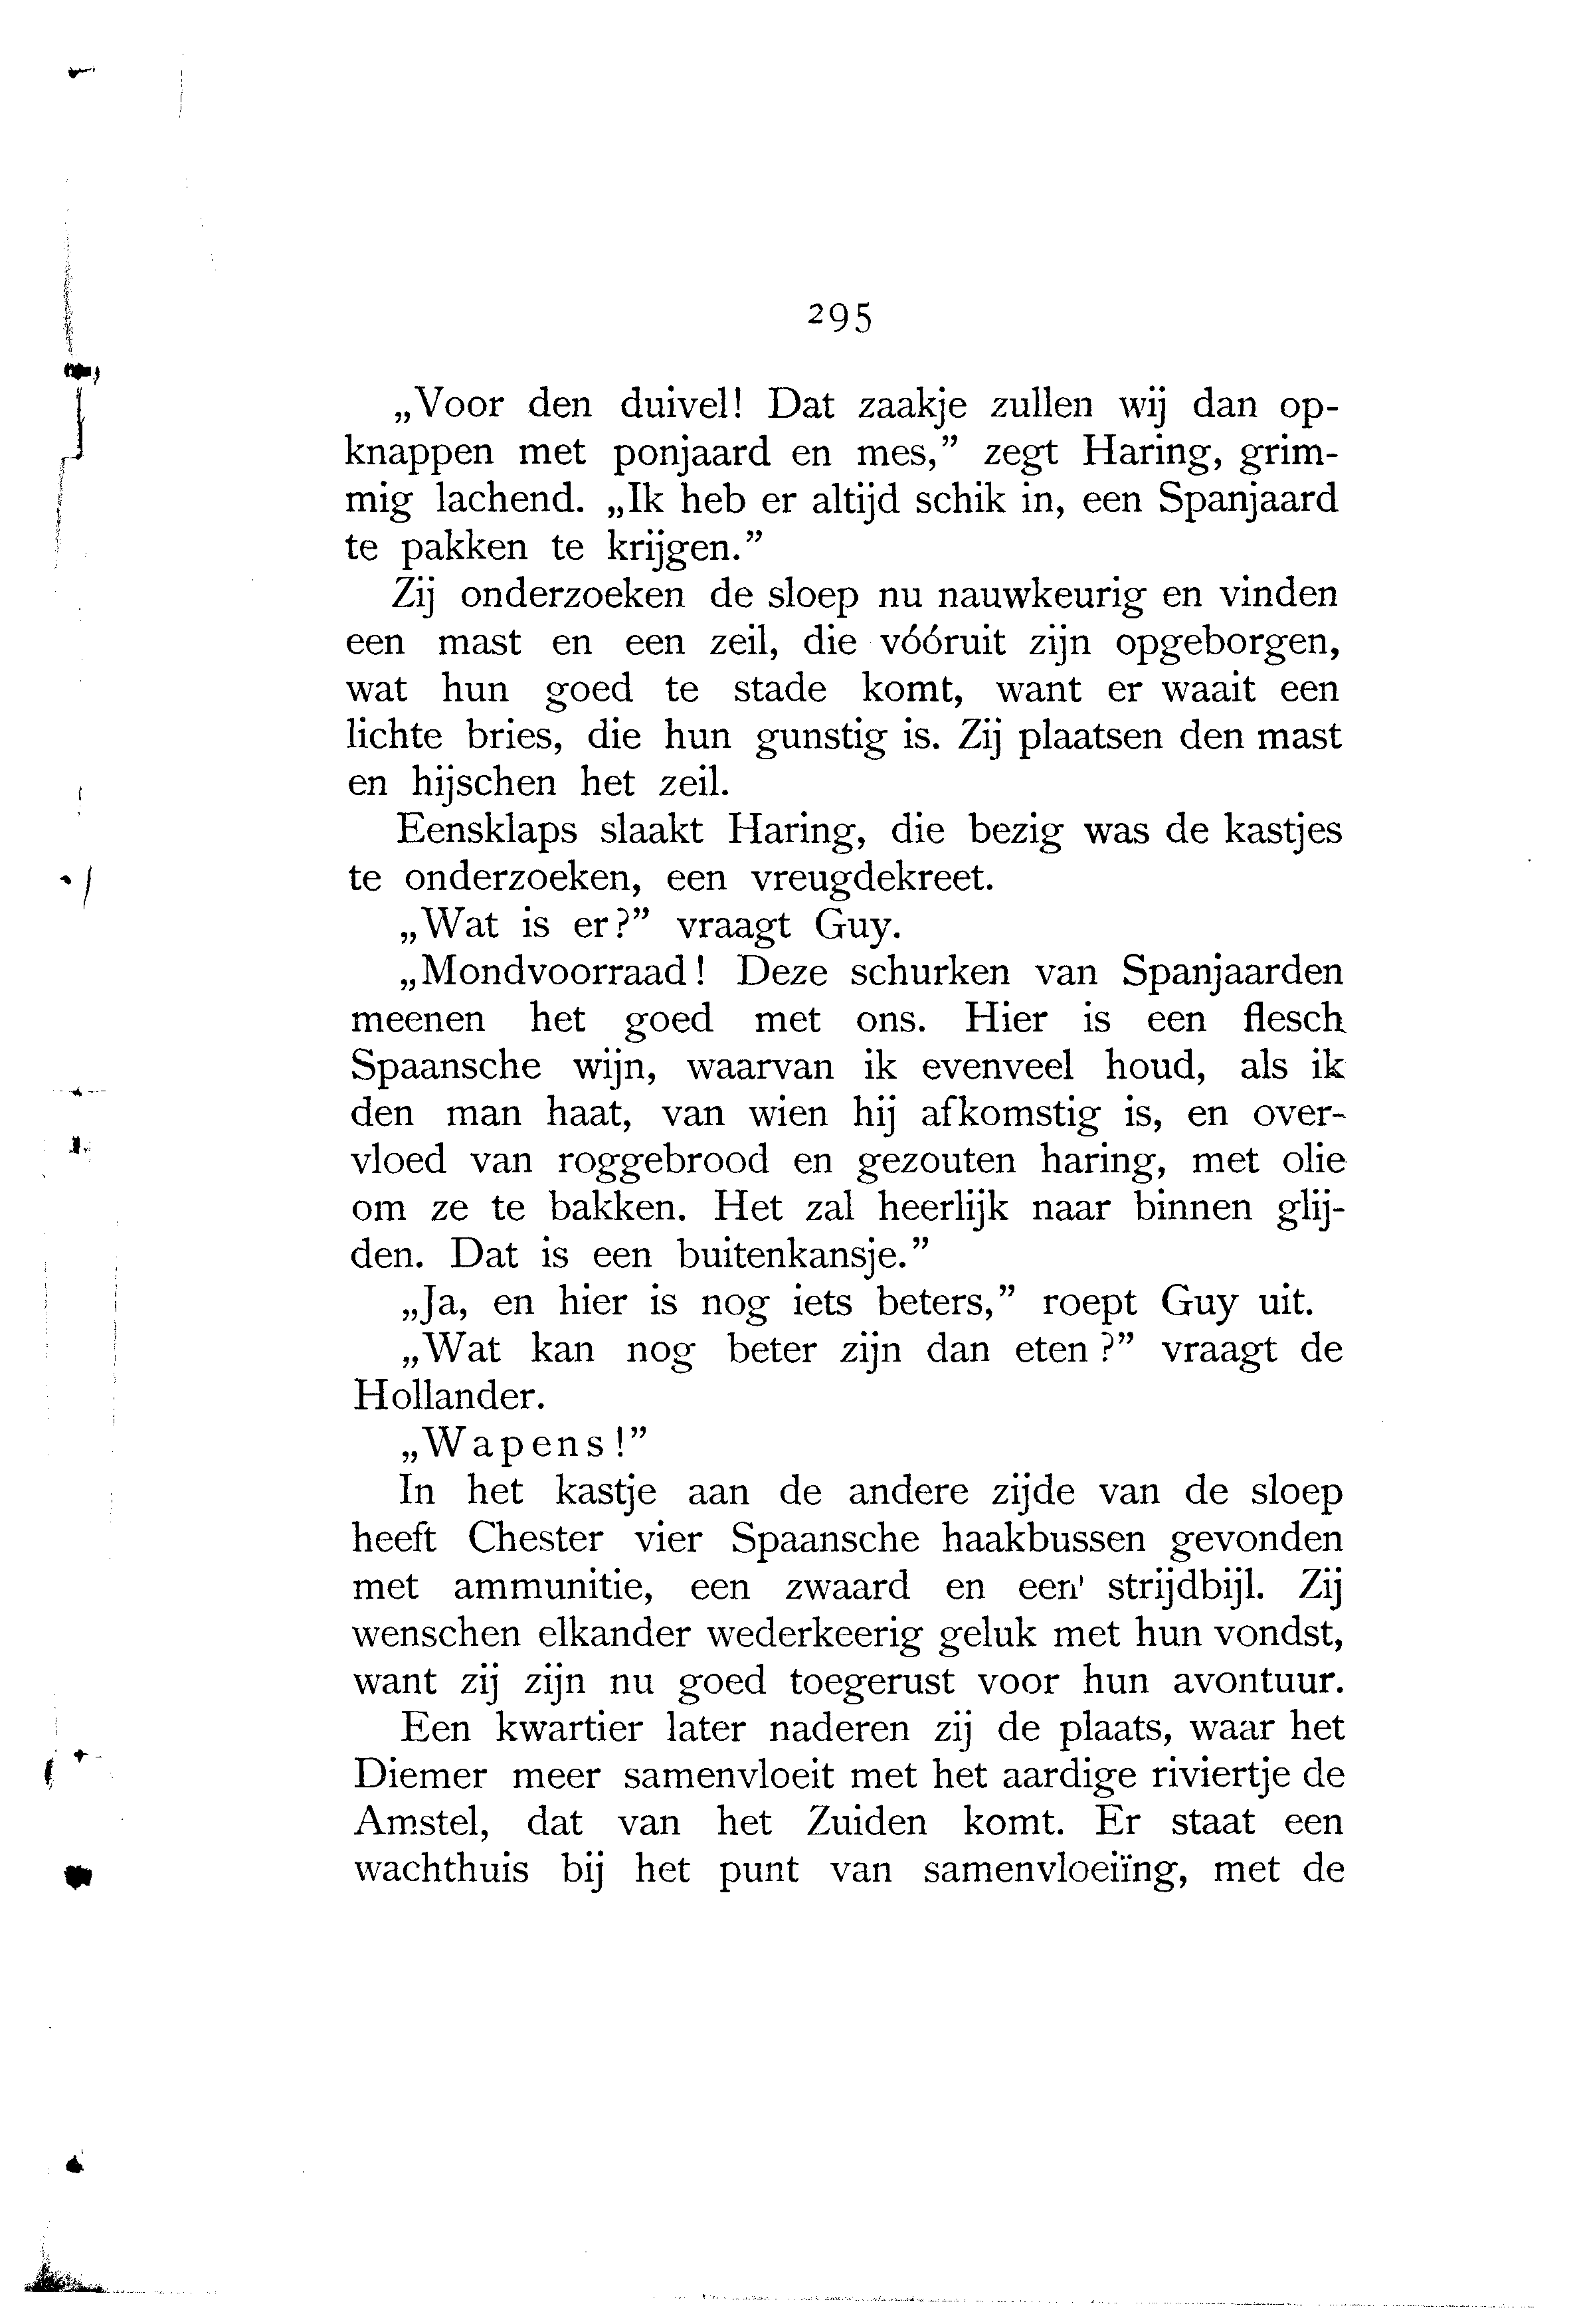 295
„Voor den duivel! Dat zaakje zullen wij dan op-
knappen met ponjaard en mes,” zegt Haring, grim-
mig lachend. „Ik heb er altijd schik in, een Spanjaard
te pakken te krijgen.”
Zij onderzoeken de sloep nu nauwkeurig en vinden
een mast en een zeil, die vóóruit zijn opgeborgen,
wat hun goed te stade komt, want er waait een
lichte bries, die hun gunstig is. Zij plaatsen den mast
en hijschen het zeil.
Eensklaps slaakt Haring, die bezig was de kastjes
te onderzoeken, een vreugdekreet.
„Wat is er?” vraagt Guy.
„Mondvoorraad! Deze schurken van Spanjaarden
meenen het goed met ons. Hier is een flesch
Spaansche wijn, waarvan ik evenveel houd, als ik
den man haat, van wien hij afkomstig is, en over-
vloed van roggebrood en gezouten haring, met olie
om ze te bakken. Het zal heerlijk naar binnen glij-
den. Dat is een buitenkansje.”
„Ja, en hier is nog iets beters,” roept Guy uit.
„Wat kan nog beter zijn dan eten?” vraagt de
Hollander.
„Wapens!”
In het kastje aan de andere zijde van de sloep
heeft Chester vier Spaansche haakbussen gevonden
met ammunitie, een zwaard en een' strijdbijl. Zij
wenschen elkander wederkeerig geluk met hun vondst,
want zij zijn nu goed toegerust voor hun avontuur.
Een kwartier later naderen zij de plaats, waar het
Diemer meer samenvloeit met het aardige riviertje de
Amstel, dat van het Zuiden komt. Er staat een
wachthuis bij het punt van samenvloeiïng, met de